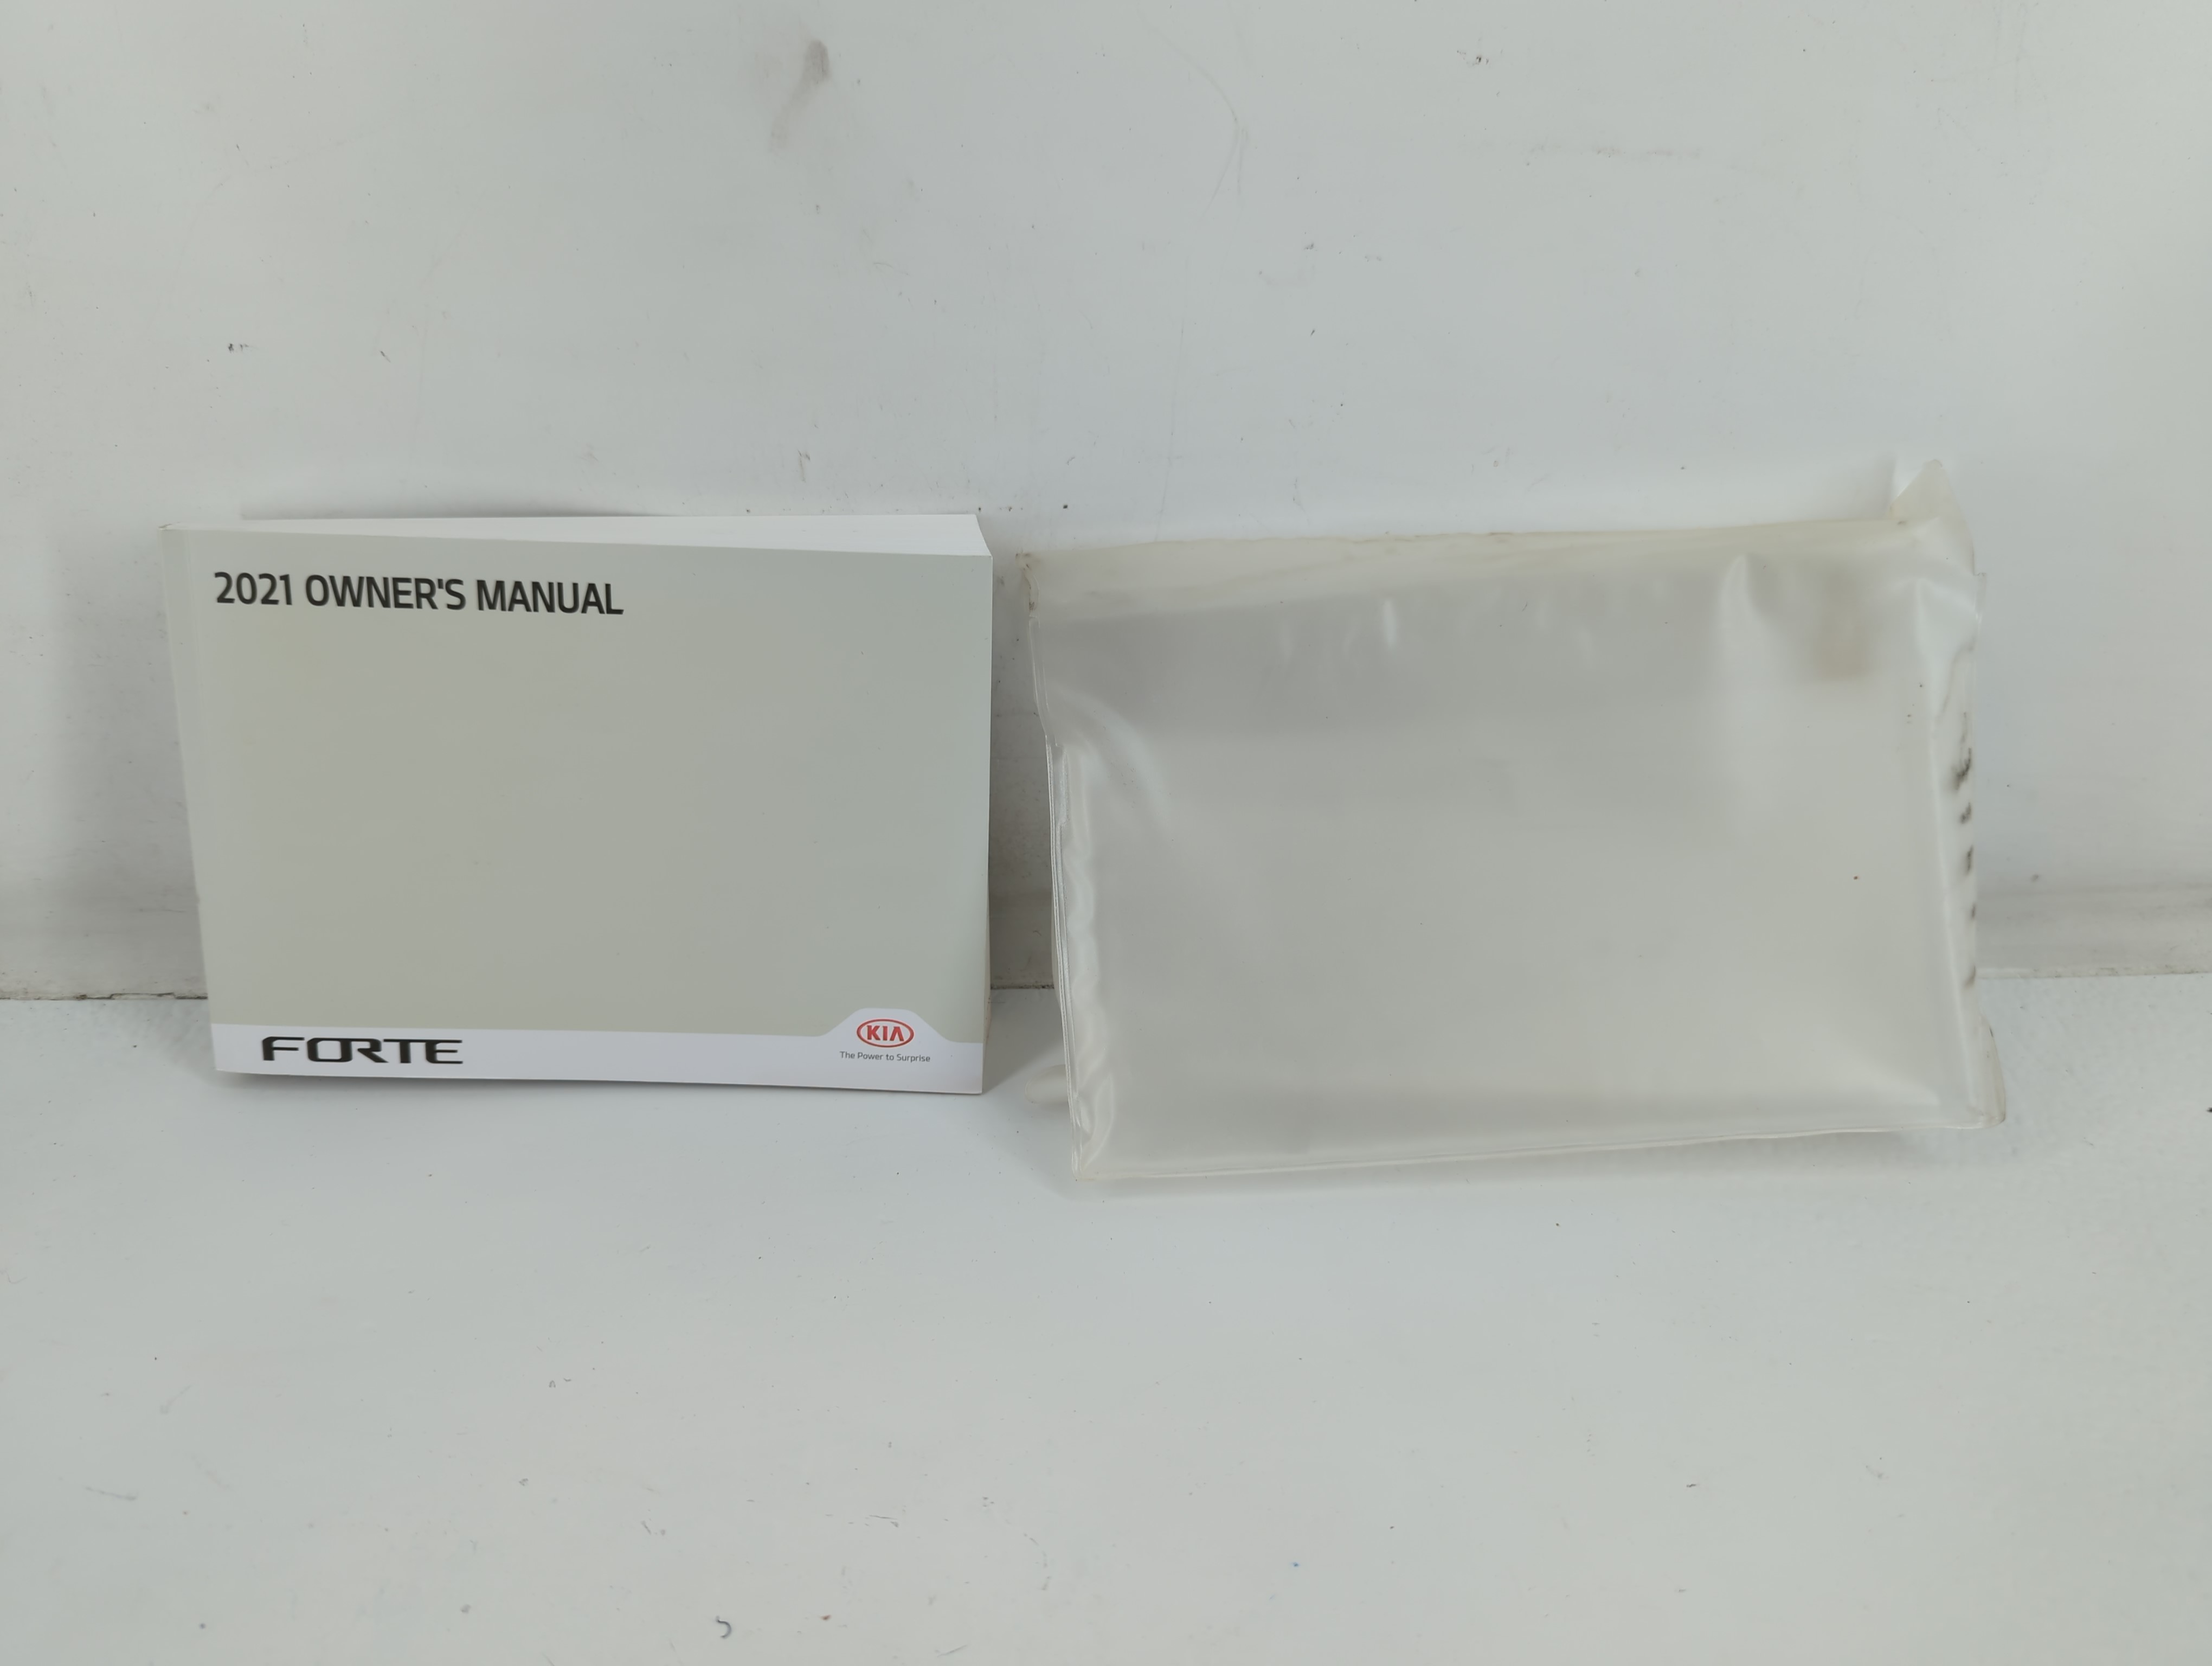 2021 OWNER'S MANUAL
FORTE
KIA
The Power to Surprise